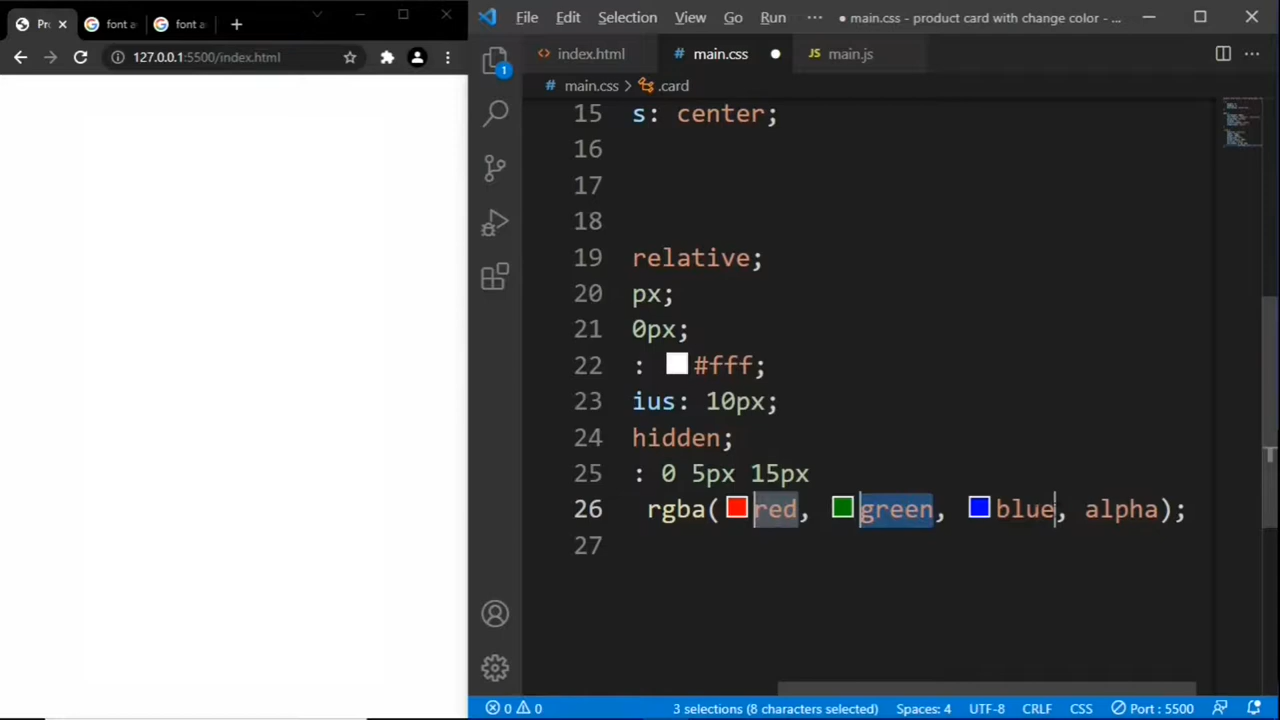 Pr
font a
font a
File Edit Selection View Go Run ··· ● main.css - product card with change color - ...
127.0.0.1:5500/index.html
index.html
# main.css
JS main.js
# main.css > .card
1
15 s: center;
16
17
18
19 relative;
20 px;
21 0px;
22 : #fff;
23 ius: 10px;
24 hidden;
25 : 0 5px 15px
26 rgba(red, green, blue, alpha);
27
0 0 3 selections (8 characters selected) Spaces: 4 UTF-8 CRLF CSS Port : 5500